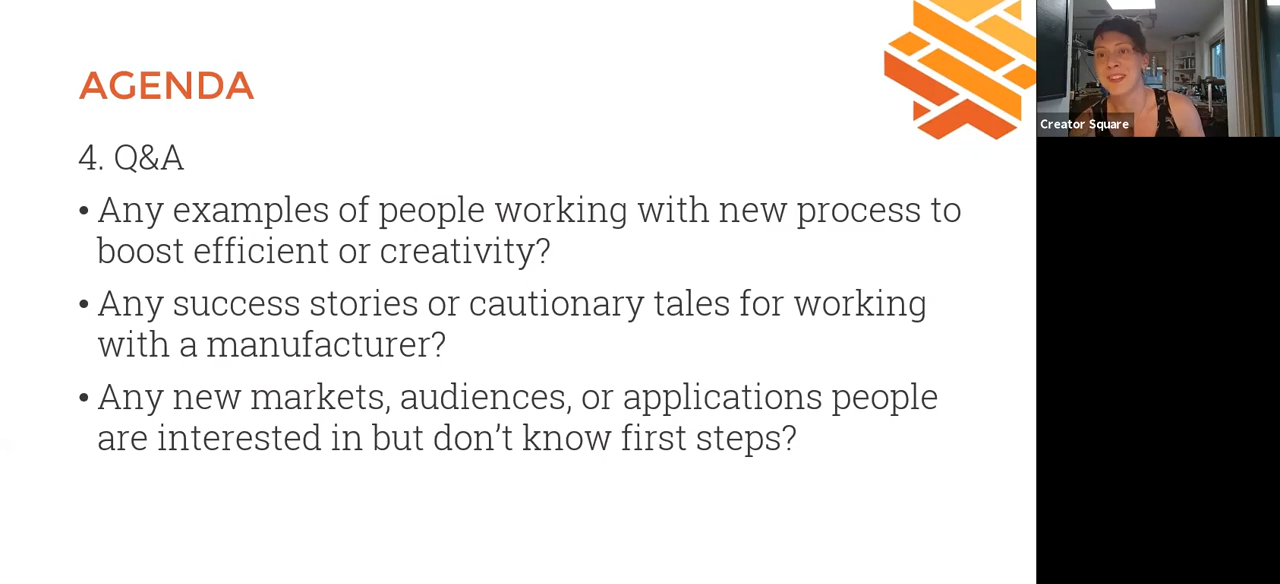 AGENDA
4. Q&A
• Any examples of people working with new process to
boost efficient or creativity?
• Any success stories or cautionary tales for working
with a manufacturer?
• Any new markets, audiences, or applications people
are interested in but don’t know first steps?
Creator Square